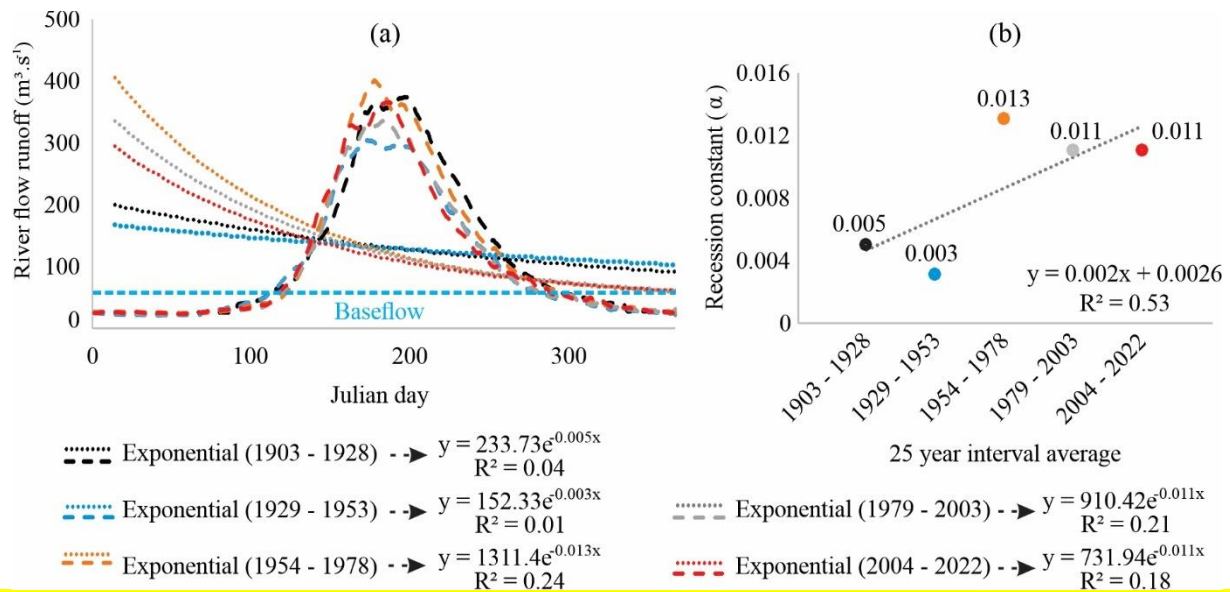 (a)
River flow runoff (m³.s¹)
500
400
300
200
100
0
Baseflow
0 100 200 300
Julian day
(b)
Recession constant (α)
0.016
0.012
0.008
0.004
0
0.005
0.003
0.013
0.011
0.011
y = 0.002x + 0.0026
R² = 0.53
1903 - 1928
1929 - 1953
1954 - 1978
1979 - 2003
2004 - 2022
25 year interval average
Exponential (1903 - 1928) y = 233.73e^-0.005x
R² = 0.04
Exponential (1929 - 1953) y = 152.33e^-0.003x
R² = 0.01
Exponential (1954 - 1978) y = 1311.4e^-0.013x
R² = 0.24
Exponential (1979 - 2003) y = 910.42e^-0.011x
R² = 0.21
Exponential (2004 - 2022) y = 731.94e^-0.011x
R² = 0.18